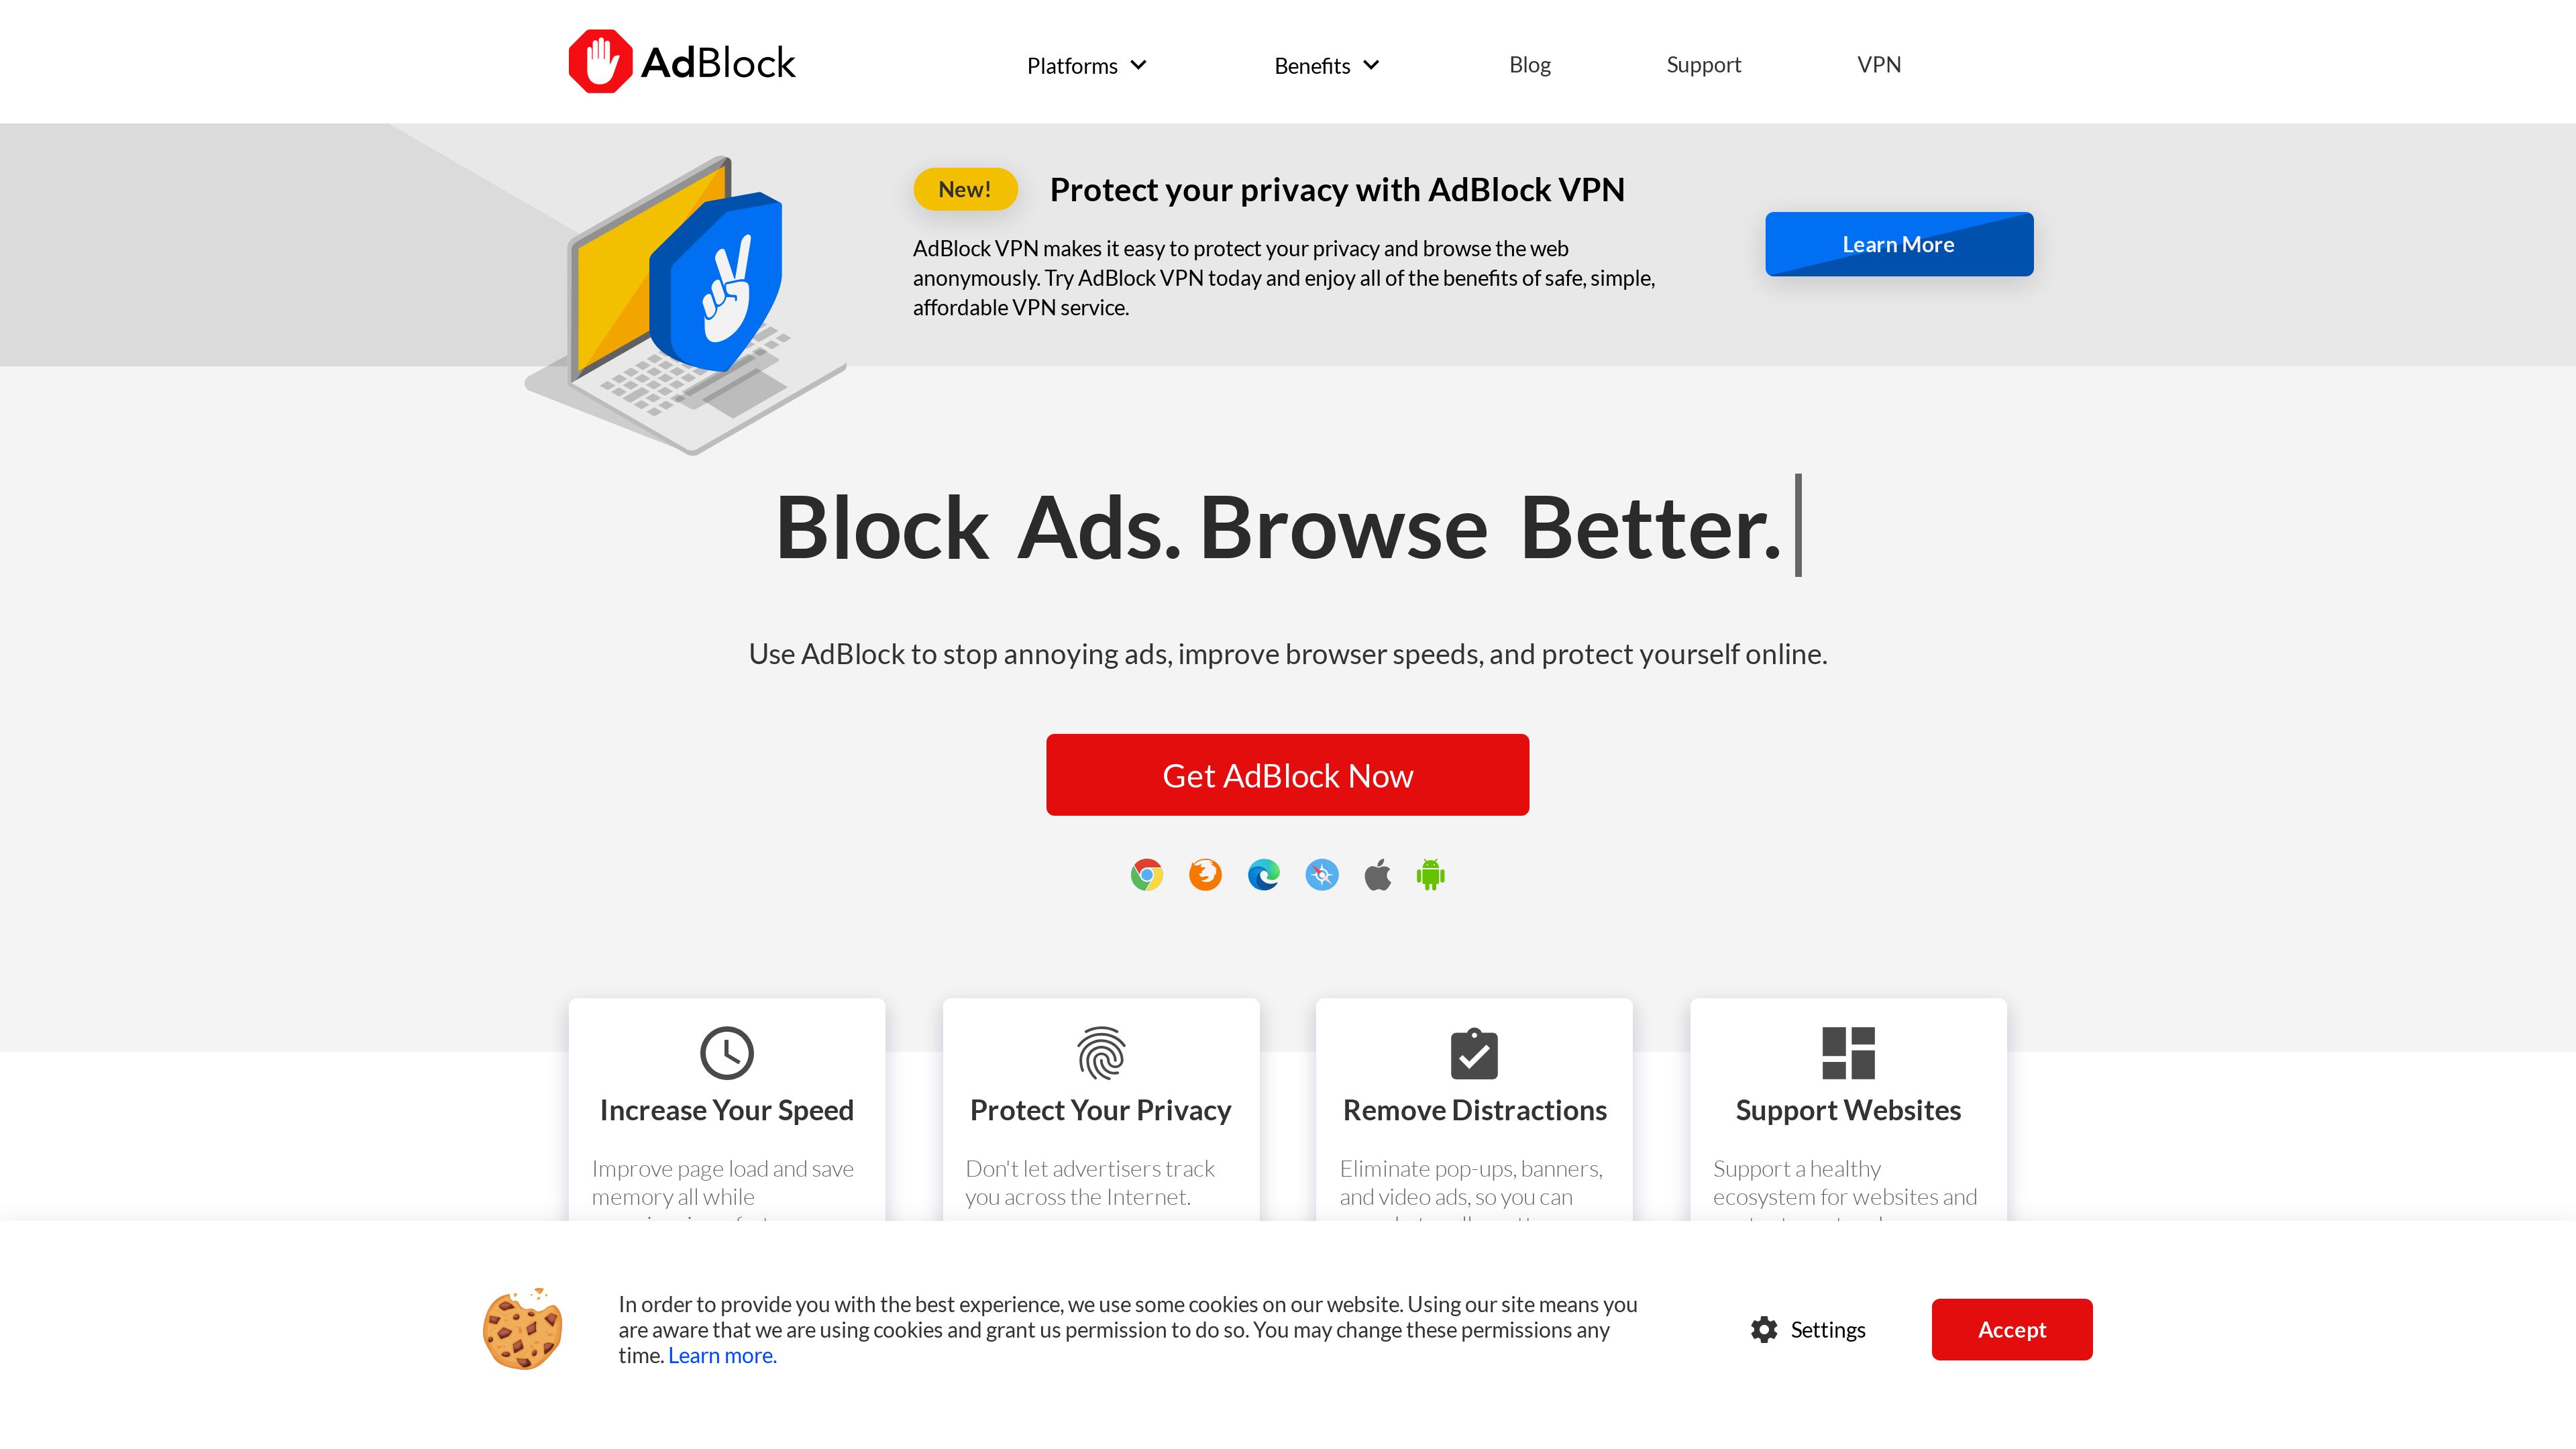 AdBlock
Platforms
Benefits
Blog
Support
VPN
New!
Protect your privacy with AdBlock VPN
AdBlock VPN makes it easy to protect your privacy and browse the web
anonymously. Try AdBlock VPN today and enjoy all of the benefits of safe, simple,
affordable VPN service.
Learn More
Block Ads. Browse Better.
Use AdBlock to stop annoying ads, improve browser speeds, and protect yourself online.
Get AdBlock Now
Increase Your Speed
Improve page load and save
memory all while
Protect Your Privacy
Don't let advertisers track
you across the Internet.
Remove Distractions
Eliminate pop-ups, banners,
and video ads, so you can
Support Websites
Support a healthy
ecosystem for websites and
In order to provide you with the best experience, we use some cookies on our website. Using our site means you
are aware that we are using cookies and grant us permission to do so. You may change these permissions any
time. Learn more.
Settings
Accept